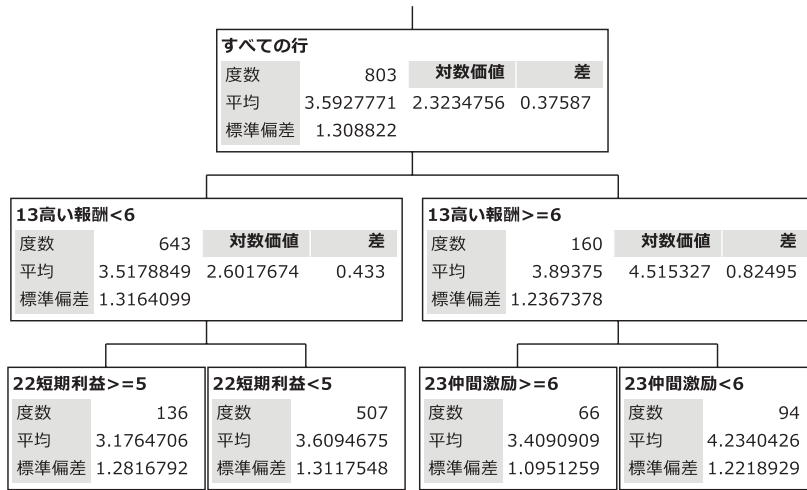 すべての行
度数 803 対数価値 差
平均 3.5927771 2.3234756 0.37587
標準偏差 1.308822
13高い報酬<6
度数 643 対数価値 差
平均 3.5178849 2.6017674 0.433
標準偏差 1.3164099
13高い報酬>=6
度数 160 対数価値 差
平均 3.89375 4.515327 0.82495
標準偏差 1.2367378
22短期利益>=5
度数 136
平均 3.1764706
標準偏差 1.2816792
22短期利益<5
度数 507
平均 3.6094675
標準偏差 1.3117548
23仲間激励>=6
度数 66
平均 3.4090909
標準偏差 1.0951259
23仲間激励<6
度数 94
平均 4.2340426
標準偏差 1.2218929